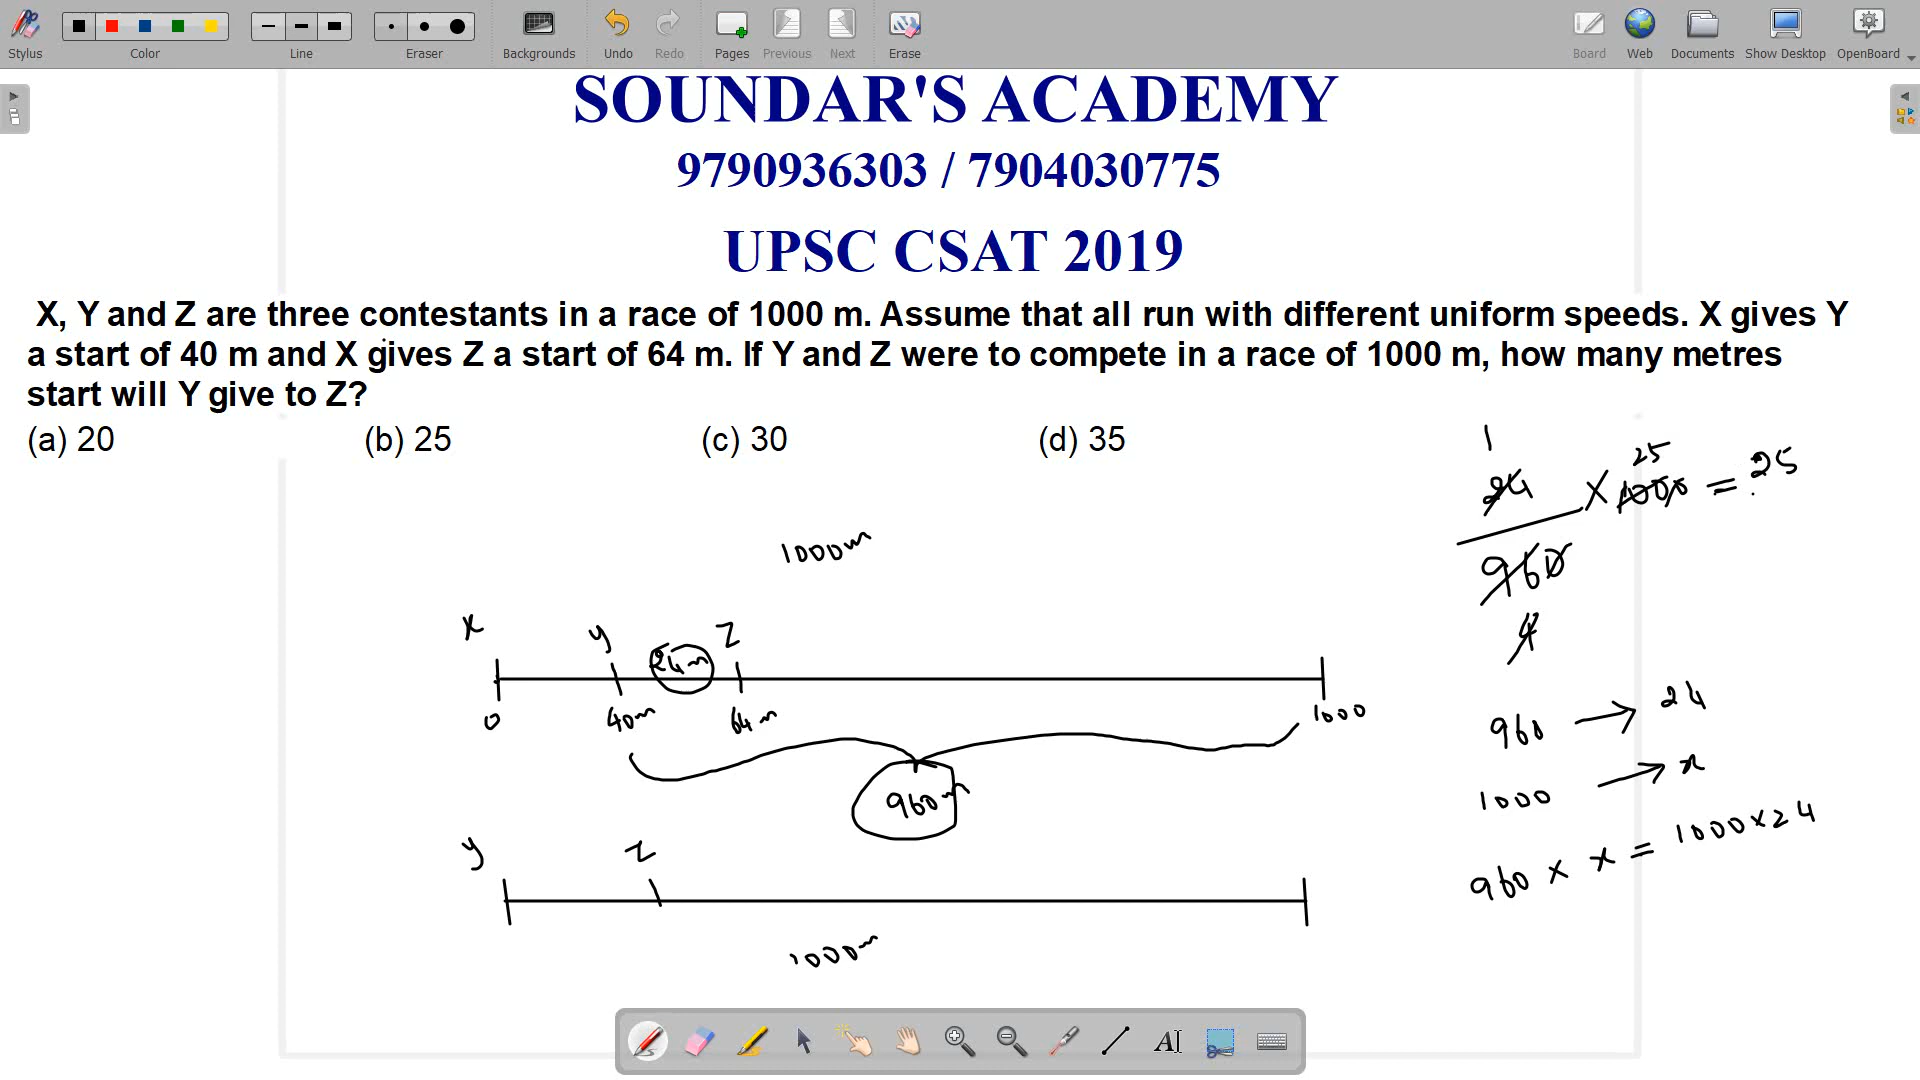 Stylus Color Line Eraser Backgrounds Undo Redo Pages Previous Next Erase Board Web Documents Show Desktop OpenBoard
SOUNDAR'S ACADEMY
9790936303 / 7904030775
UPSC CSAT 2019
X, Y and Z are three contestants in a race of 1000 m. Assume that all run with different uniform speeds. X gives Y
a start of 40 m and X gives Z a start of 64 m. If Y and Z were to compete in a race of 1000 m, how many metres
start will Y give to Z?
(a) 20 (b) 25 (c) 30 (d) 35
1
25
24 × 1000 = 25
960
4
1000m
X Y Z
24m
0 40m 64m 1000
960m
960 → 24
1000 → x
960 × x = 1000 × 24
Y Z
1000m